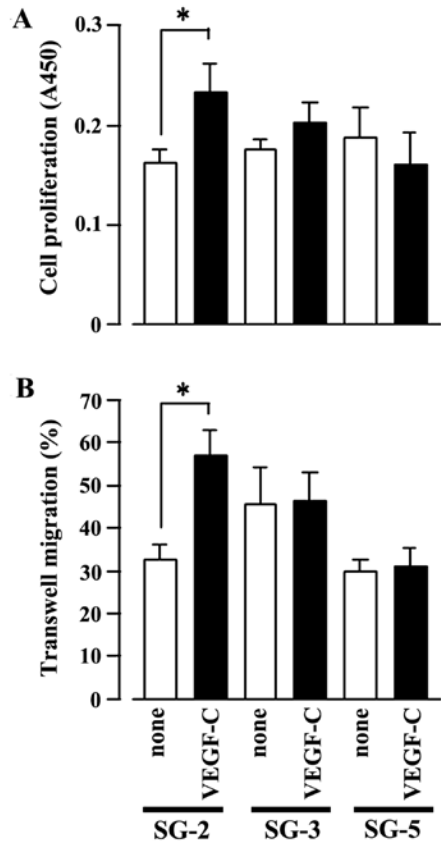 A
Cell proliferation (A450)
0.3
0.2
0.1
0
*
B
Transwell migration (%)
70
60
50
40
30
20
10
0
*
none VEGF-C none VEGF-C none VEGF-C
SG-2 SG-3 SG-5